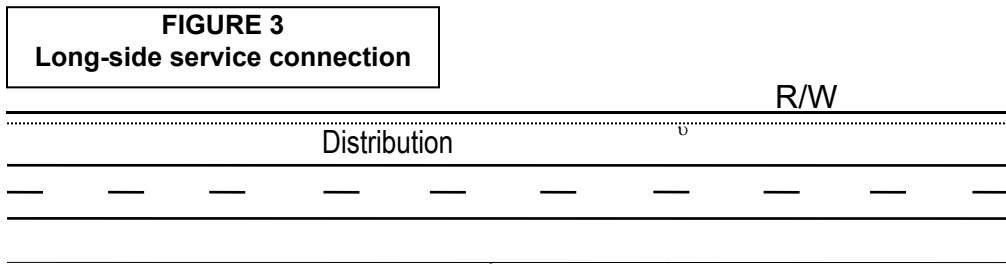 FIGURE 3
Long-side service connection
R/W
Distribution
υ